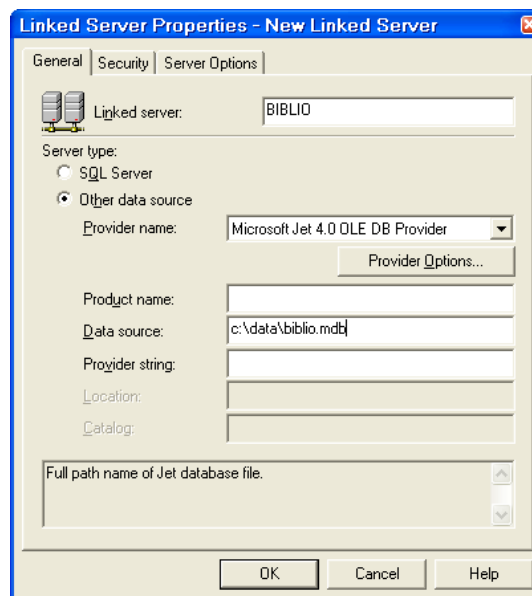 Linked Server Properties - New Linked Server
General Security Server Options
Linked server: BIBLIO
Server type:
SQL Server
Other data source
Provider name: Microsoft Jet 4.0 OLE DB Provider
Provider Options...
Product name:
Data source: c:\data\biblio.mdb
Provider string:
Location:
Catalog:
Full path name of Jet database file.
OK Cancel Help